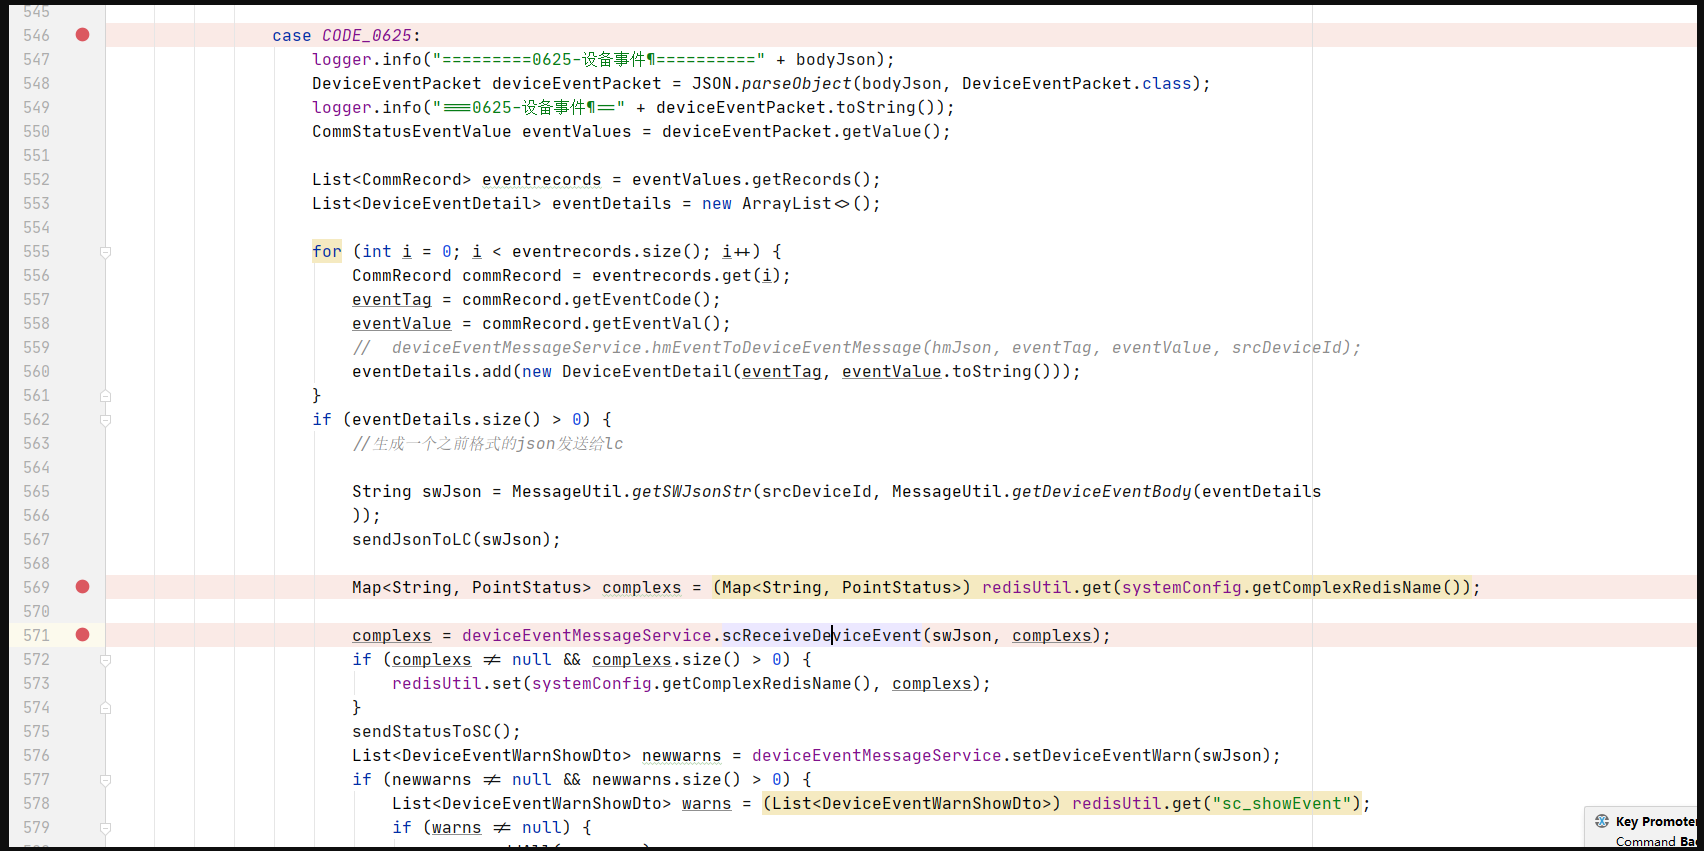 545
546 case CODE_0625:
547 logger.info("=========0625-设备事件¶==========" + bodyJson);
548 DeviceEventPacket deviceEventPacket = JSON.parseObject(bodyJson, DeviceEventPacket.class);
549 logger.info("===0625-设备事件¶==" + deviceEventPacket.toString());
550 CommStatusEventValue eventValues = deviceEventPacket.getValue();
551
552 List<CommRecord> eventrecords = eventValues.getRecords();
553 List<DeviceEventDetail> eventDetails = new ArrayList<>();
554
555 for (int i = 0; i < eventrecords.size(); i++) {
556 CommRecord commRecord = eventrecords.get(i);
557 eventTag = commRecord.getEventCode();
558 eventValue = commRecord.getEventVal();
559 // deviceEventMessageService.hmEventToDeviceEventMessage(hmJson, eventTag, eventValue, srcDeviceId);
560 eventDetails.add(new DeviceEventDetail(eventTag, eventValue.toString()));
561 }
562 if (eventDetails.size() > 0) {
563 //生成一个之前格式的json发送给lc
564
565 String swJson = MessageUtil.getSWJsonStr(srcDeviceId, MessageUtil.getDeviceEventBody(eventDetails
566 ));
567 sendJsonToLC(swJson);
568
569 Map<String, PointStatus> complexs = (Map<String, PointStatus>) redisUtil.get(systemConfig.getComplexRedisName());
570
571 complexs = deviceEventMessageService.scReceiveDeviceEvent(swJson, complexs);
572 if (complexs != null && complexs.size() > 0) {
573 redisUtil.set(systemConfig.getComplexRedisName(), complexs);
574 }
575 sendStatusToSC();
576 List<DeviceEventWarnShowDto> newwarns = deviceEventMessageService.setDeviceEventWarn(swJson);
577 if (newwarns != null && newwarns.size() > 0) {
578 List<DeviceEventWarnShowDto> warns = (List<DeviceEventWarnShowDto>) redisUtil.get("sc_showEvent");
579 if (warns != null) {
Key Promoter
Command Ba